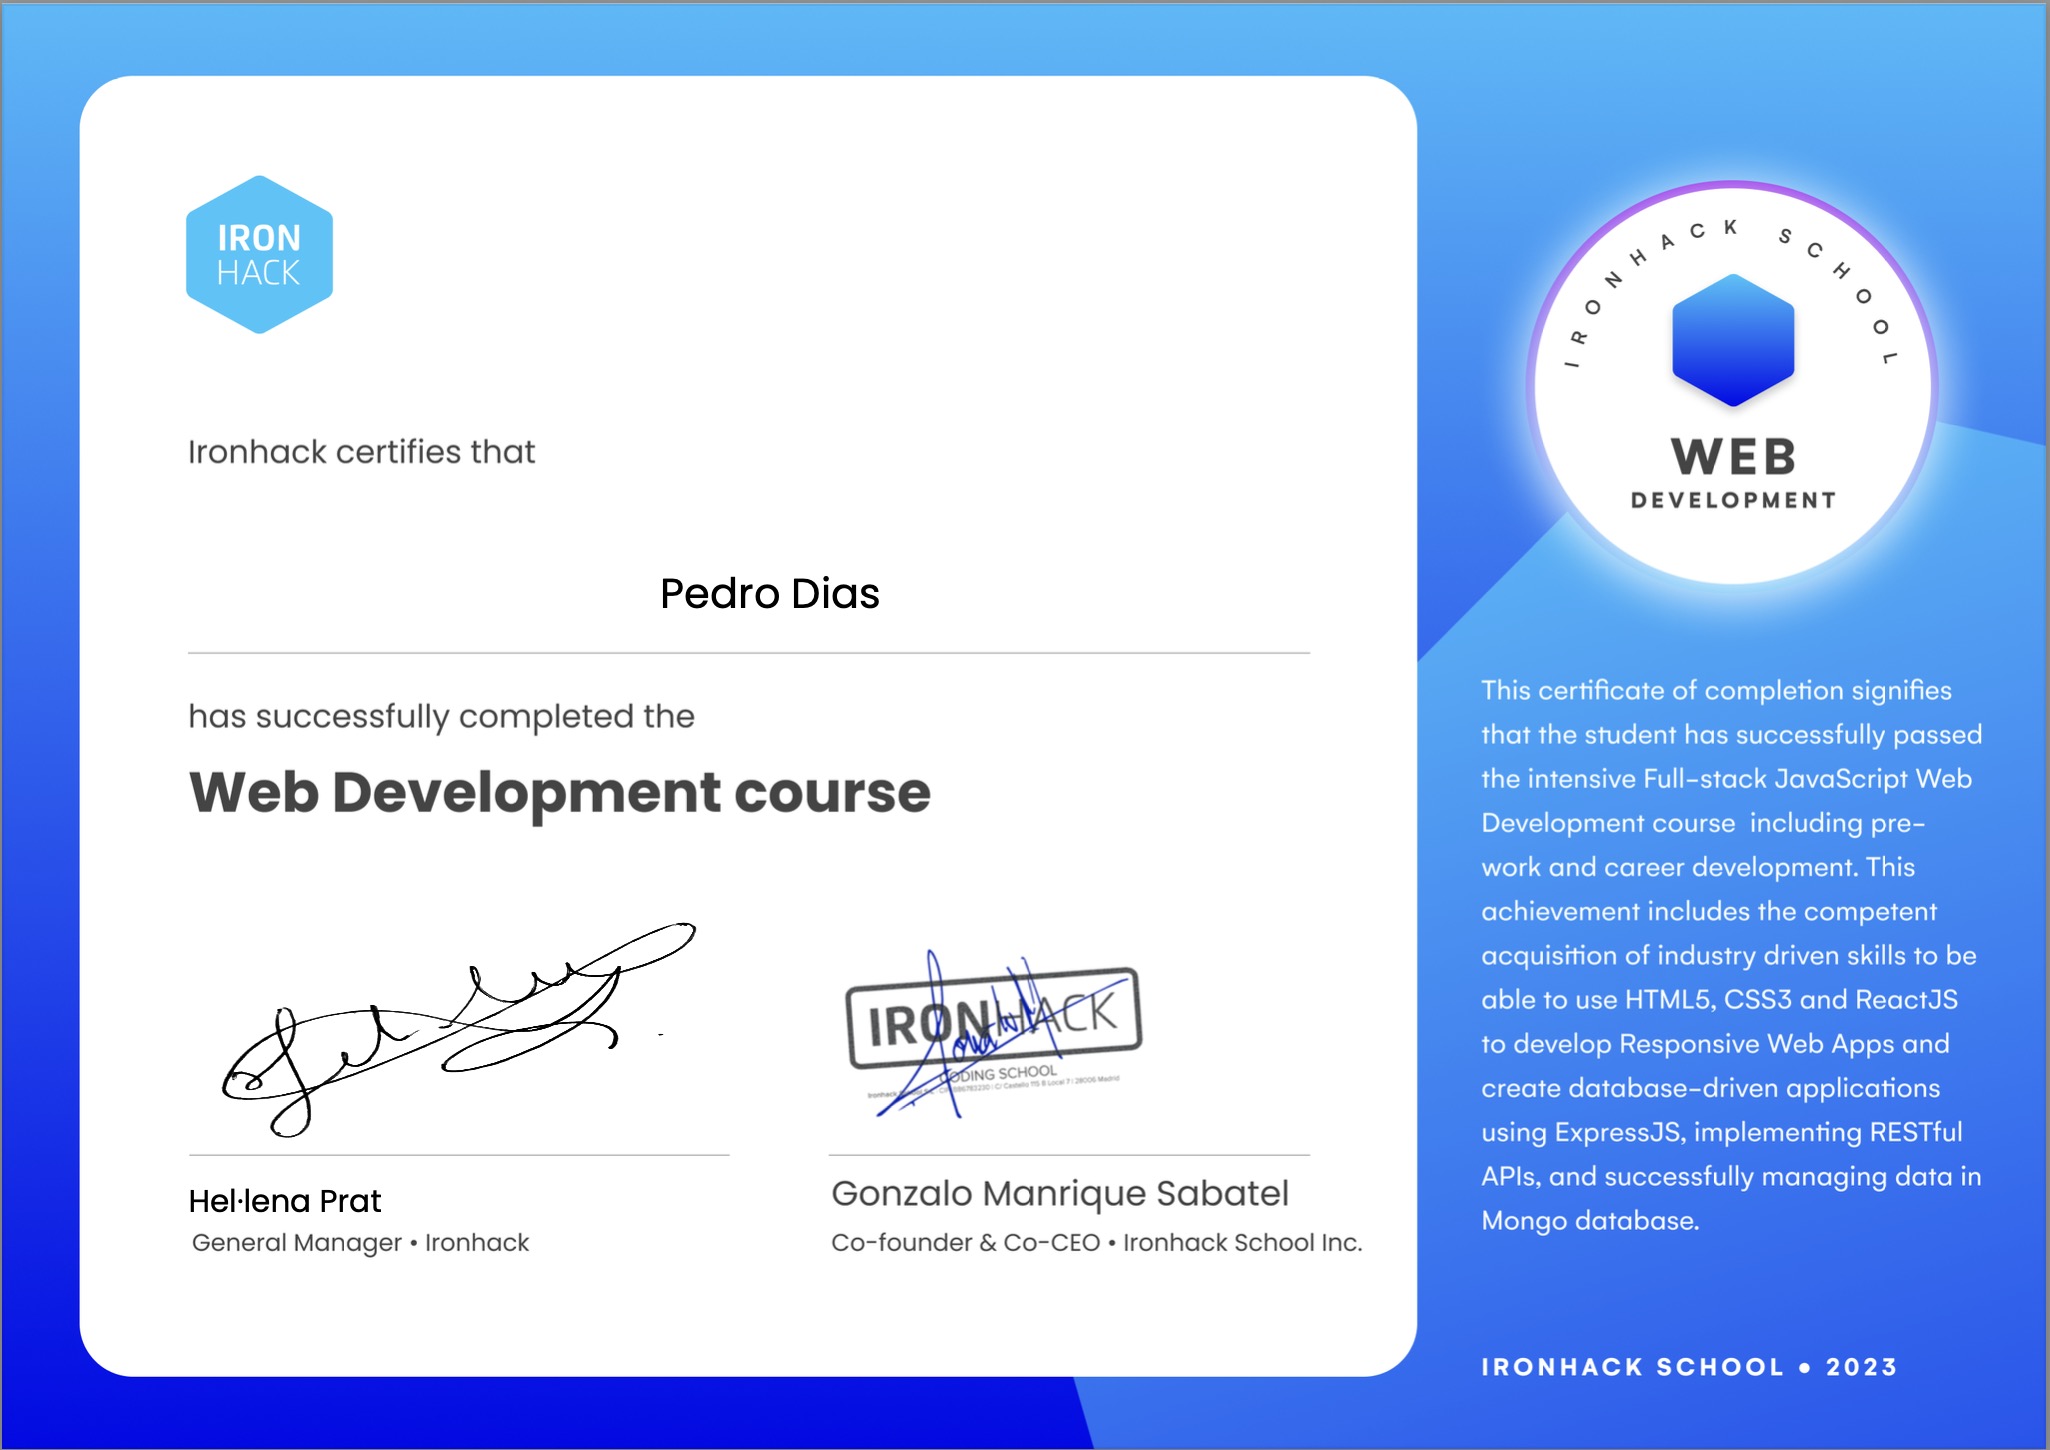 IRON
HACK
Ironhack certifies that
Pedro Dias
has successfully completed the
Web Development course
IRONHACK
CODING SCHOOL
Hel·lena Prat
General Manager • Ironhack
Gonzalo Manrique Sabatel
Co-founder & Co-CEO • Ironhack School Inc.
IRONHACK SCHOOL
WEB
DEVELOPMENT
This certificate of completion signifies
that the student has successfully passed
the intensive Full-stack JavaScript Web
Development course  including pre-
work and career development. This
achievement includes the competent
acquisition of industry driven skills to be
able to use HTML5, CSS3 and ReactJS
to develop Responsive Web Apps and
create database-driven applications
using ExpressJS, implementing RESTful
APIs, and successfully managing data in
Mongo database.
IRONHACK SCHOOL • 2023